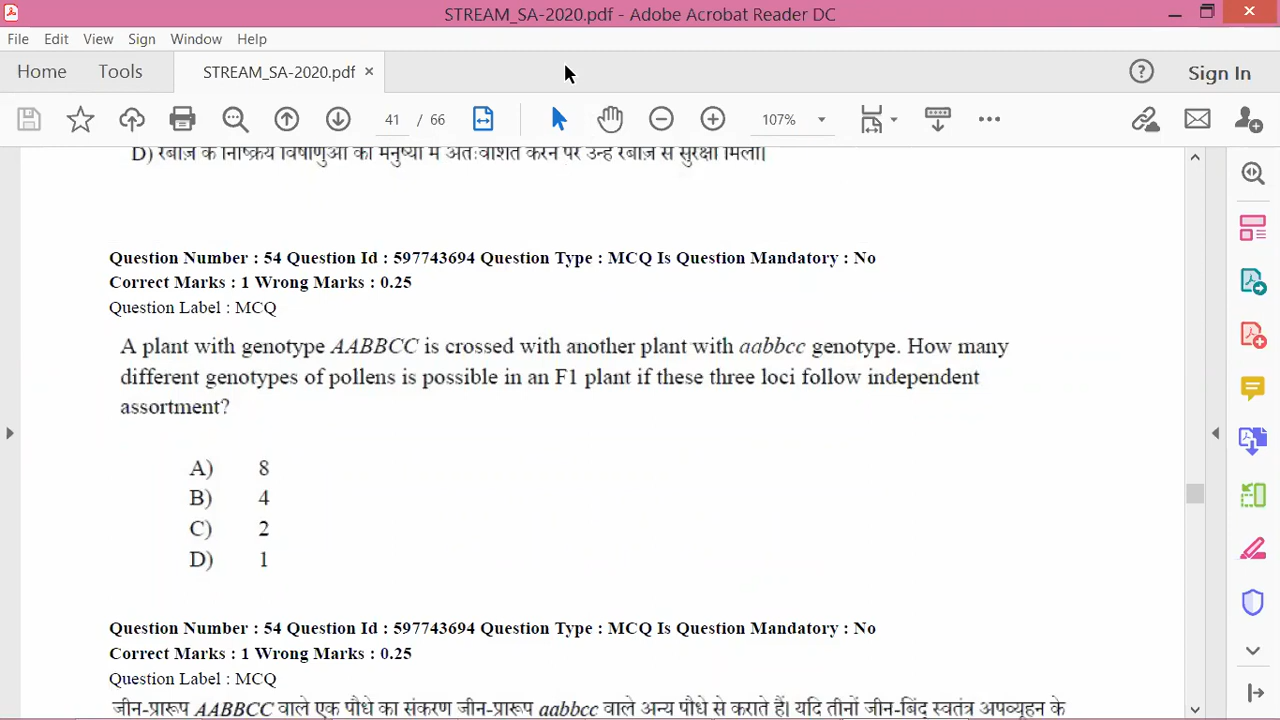 STREAM_SA-2020.pdf - Adobe Acrobat Reader DC
File Edit View Sign Window Help
Home Tools STREAM_SA-2020.pdf × Sign In
41 / 66 107%
D) रेबीज़ के निष्क्रिय विषाणुओं को मनुष्यों में अंतःवेशित करने पर उन्हें रेबीज़ से सुरक्षा मिली।
Question Number : 54 Question Id : 597743694 Question Type : MCQ Is Question Mandatory : No
Correct Marks : 1 Wrong Marks : 0.25
Question Label : MCQ
A plant with genotype AABBCC is crossed with another plant with aabbcc genotype. How many
different genotypes of pollens is possible in an F1 plant if these three loci follow independent
assortment?
A) 8
B) 4
C) 2
D) 1
Question Number : 54 Question Id : 597743694 Question Type : MCQ Is Question Mandatory : No
Correct Marks : 1 Wrong Marks : 0.25
Question Label : MCQ
जीन-प्रारूप AABBCC वाले एक पौधे का संकरण जीन-प्रारूप aabbcc वाले अन्य पौधे से कराते हैं। यदि तीनों जीन-बिंदु स्वतंत्र अपव्यूहन के